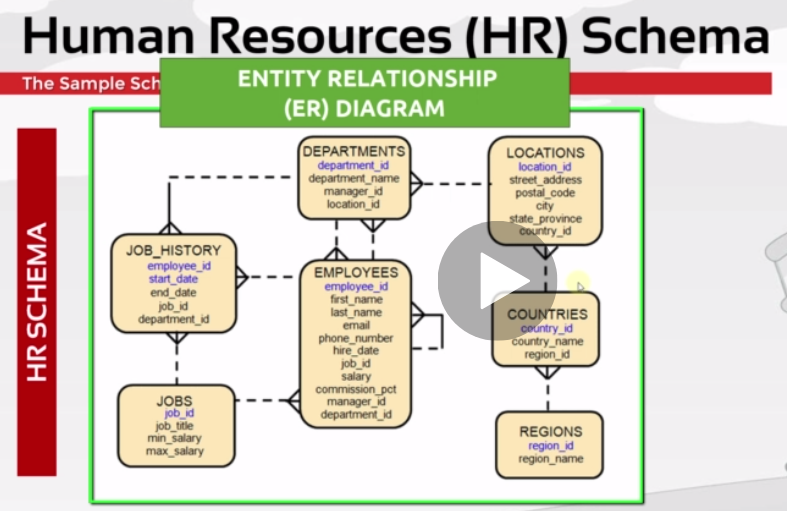 Human Resources (HR) Schema
The Sample Sch
ENTITY RELATIONSHIP
(ER) DIAGRAM
HR SCHEMA
DEPARTMENTS
department_id
department_name
manager_id
location_id
LOCATIONS
location_id
street_address
postal_code
city
state_province
country_id
JOB_HISTORY
employee_id
start_date
end_date
job_id
department_id
EMPLOYEES
employee_id
first_name
last_name
email
phone_number
hire_date
job_id
salary
commission_pct
manager_id
department_id
COUNTRIES
country_id
country_name
region_id
JOBS
job_id
job_title
min_salary
max_salary
REGIONS
region_id
region_name